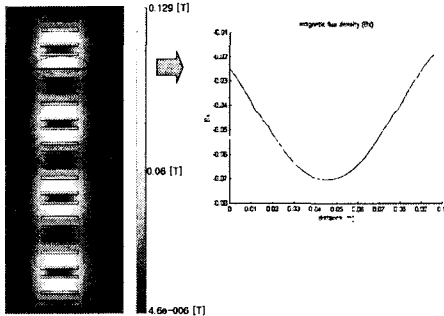 0.129 [T]
0.06 [T]
4.6e-006 [T]
magnetic flux density (Bx)
-0.01
-0.02
-0.03
-0.04
-0.05
-0.06
-0.07
-0.08
Bx
0 0.01 0.02 0.03 0.04 0.05 0.06 0.07 0.08 0.09 0.1
distance [m]